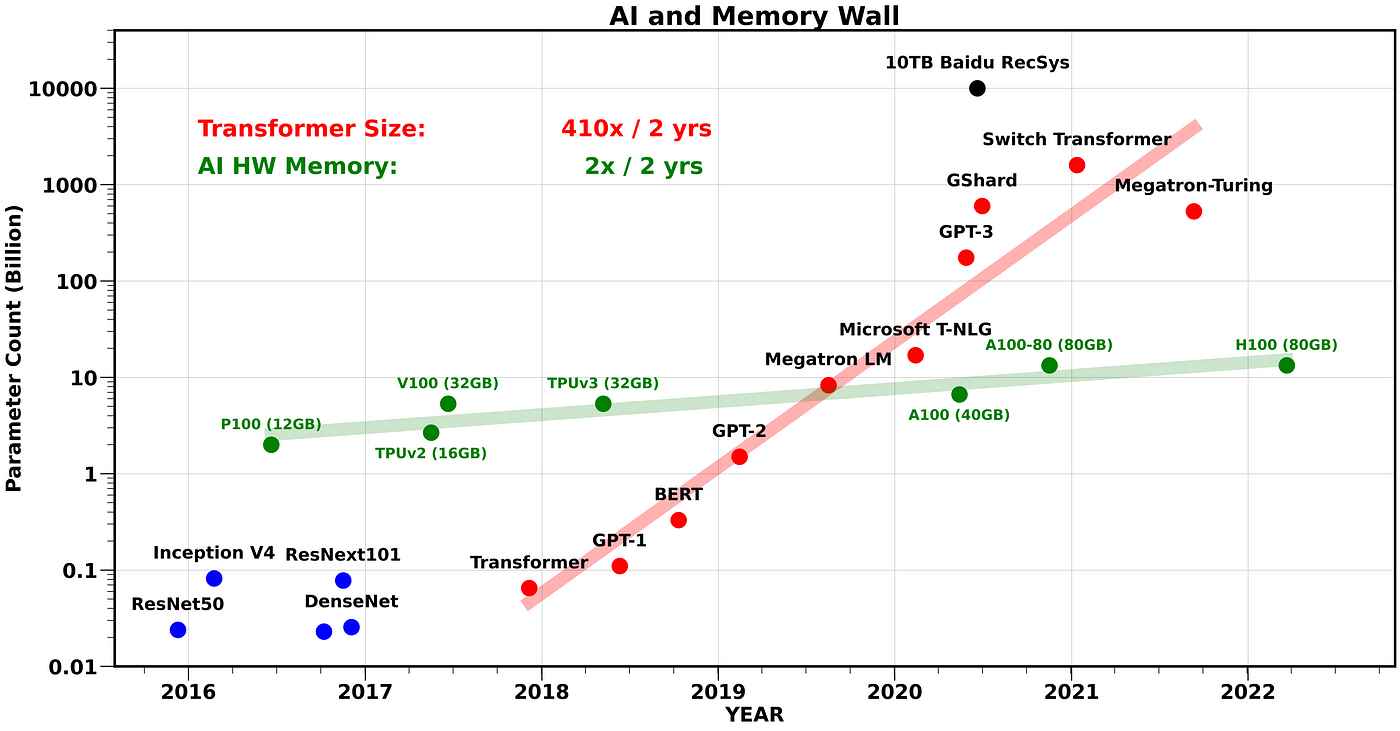 AI and Memory Wall
10TB Baidu RecSys
10000
Transformer Size: 410x / 2 yrs
Switch Transformer
AI HW Memory: 2x / 2 yrs
1000
GShard
Megatron-Turing
GPT-3
100
Microsoft T-NLG
A100-80 (80GB)
H100 (80GB)
Megatron LM
10
V100 (32GB)
TPUv3 (32GB)
A100 (40GB)
P100 (12GB)
GPT-2
TPUv2 (16GB)
1
BERT
GPT-1
Inception V4
ResNext101
Transformer
0.1
ResNet50
DenseNet
0.01
Parameter Count (Billion)
2016 2017 2018 2019 2020 2021 2022
YEAR